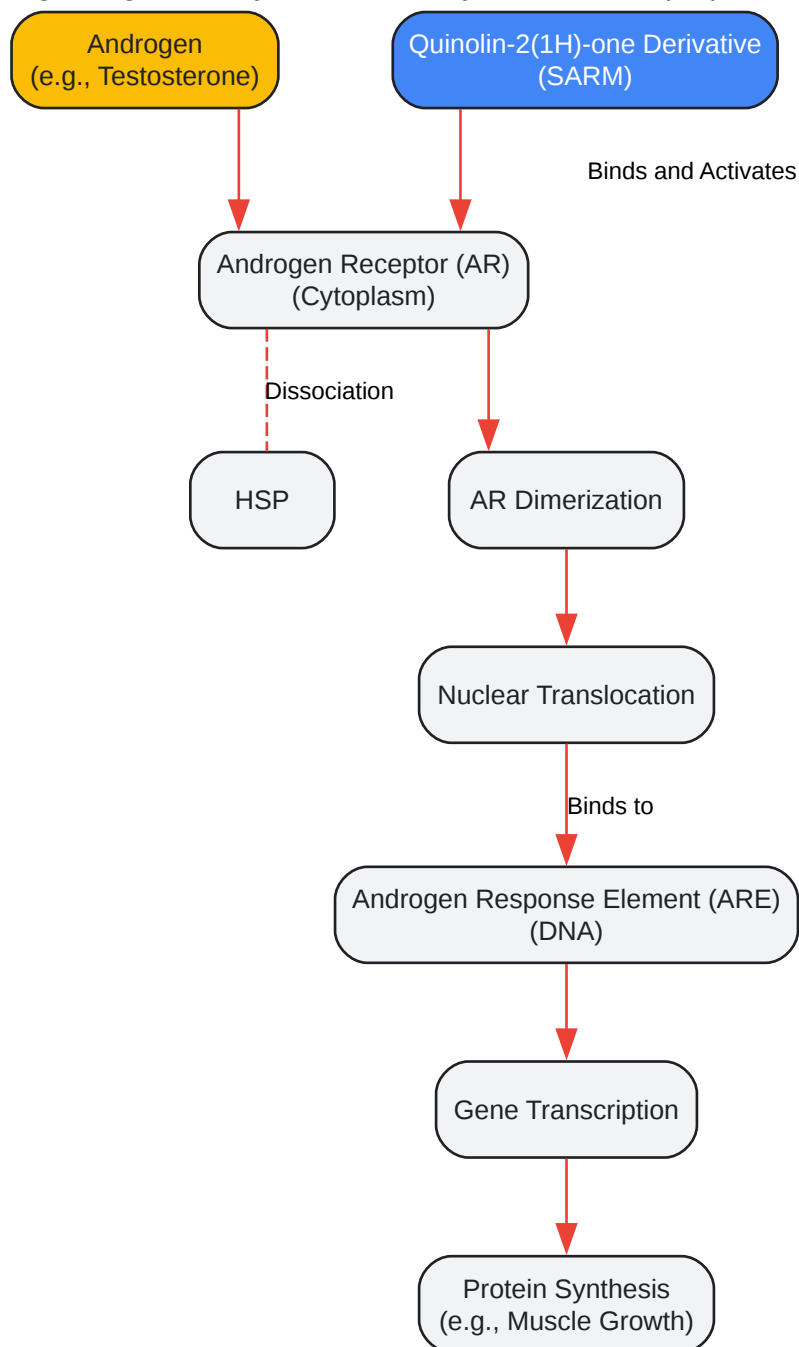 Androgen
(e.g., Testosterone)
Quinolin-2(1H)-one Derivative
(SARM)
Binds and Activates
Androgen Receptor (AR)
(Cytoplasm)
Dissociation
HSP
AR Dimerization
Nuclear Translocation
Binds to
Androgen Response Element (ARE)
(DNA)
Gene Transcription
Protein Synthesis
(e.g., Muscle Growth)